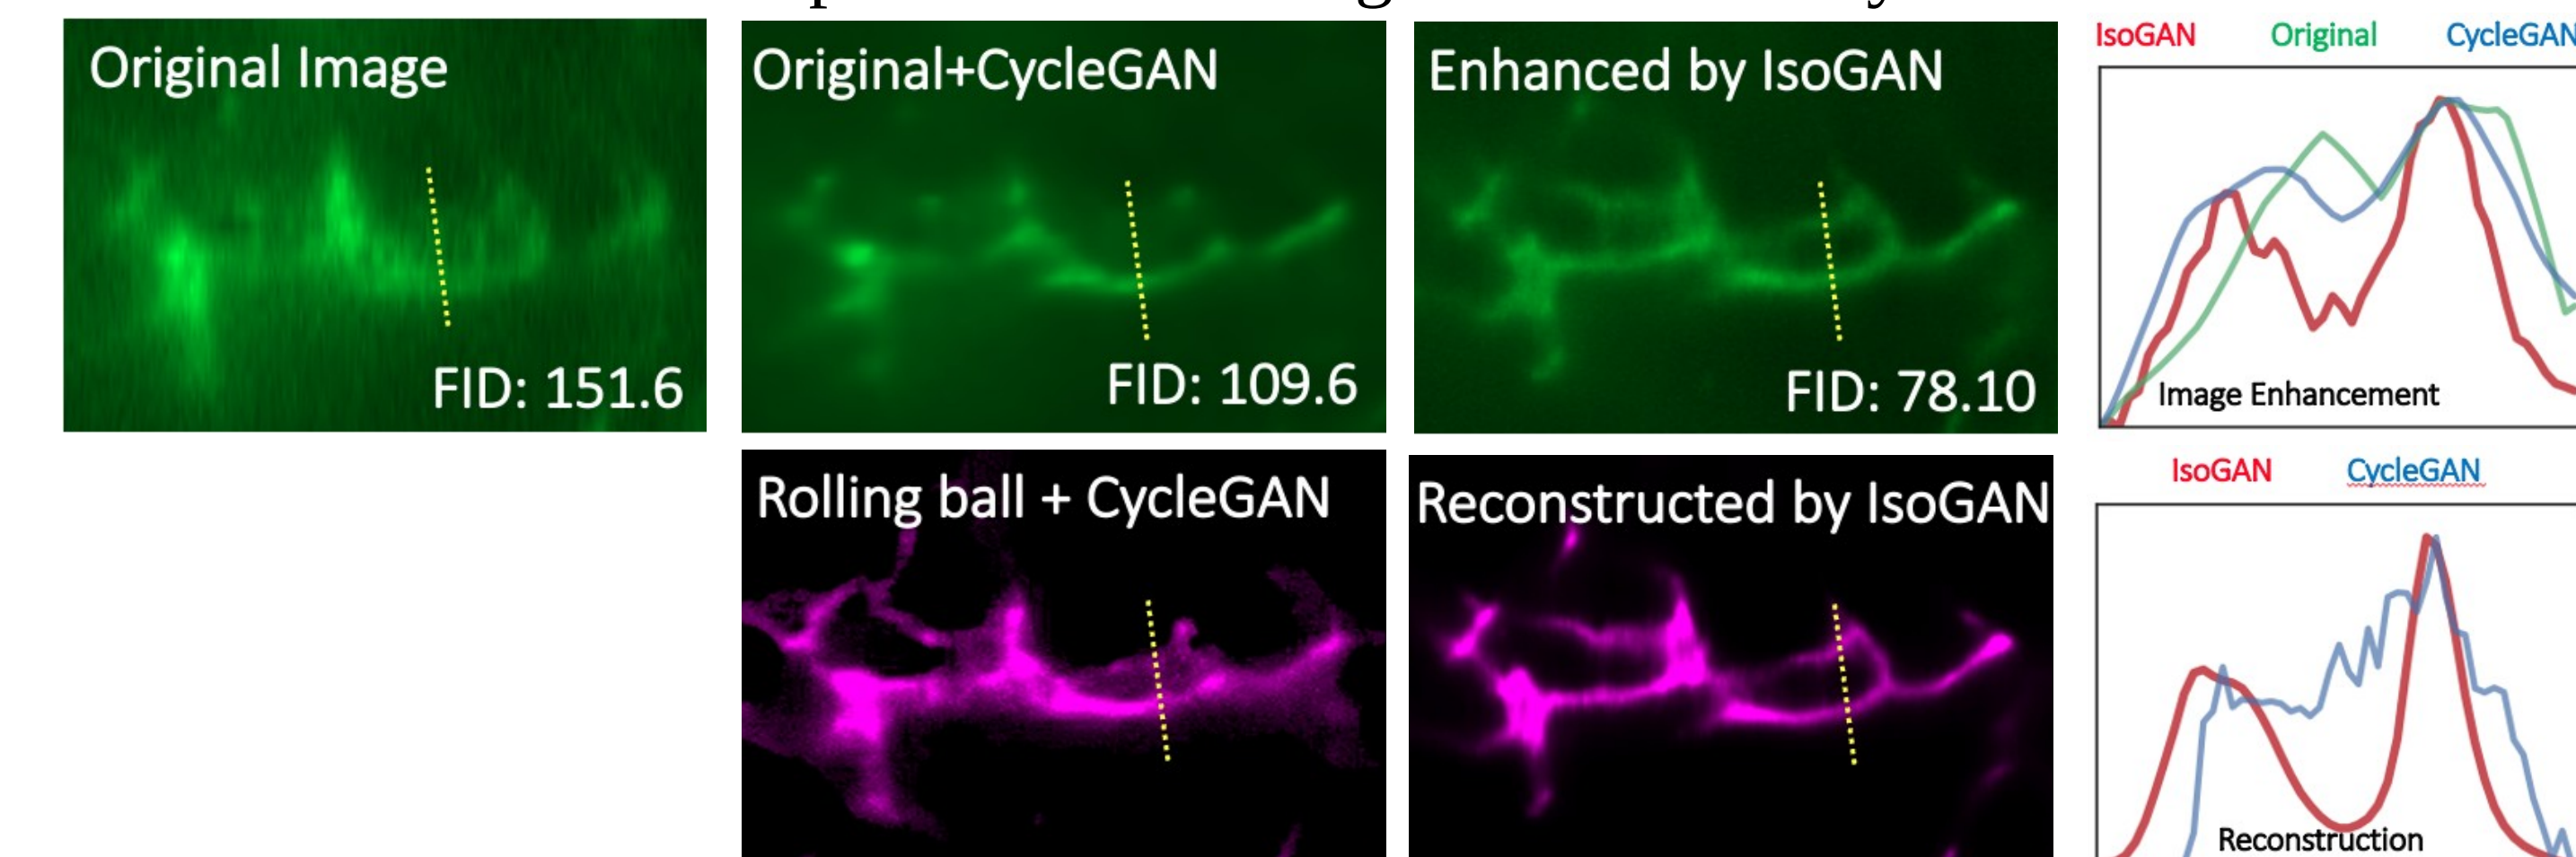 Original Image
FID: 151.6
Original+CycleGAN
FID: 109.6
Enhanced by IsoGAN
FID: 78.10
IsoGAN Original CycleGAN
Image Enhancement
Rolling ball + CycleGAN
Reconstructed by IsoGAN
IsoGAN CycleGAN
Reconstruction